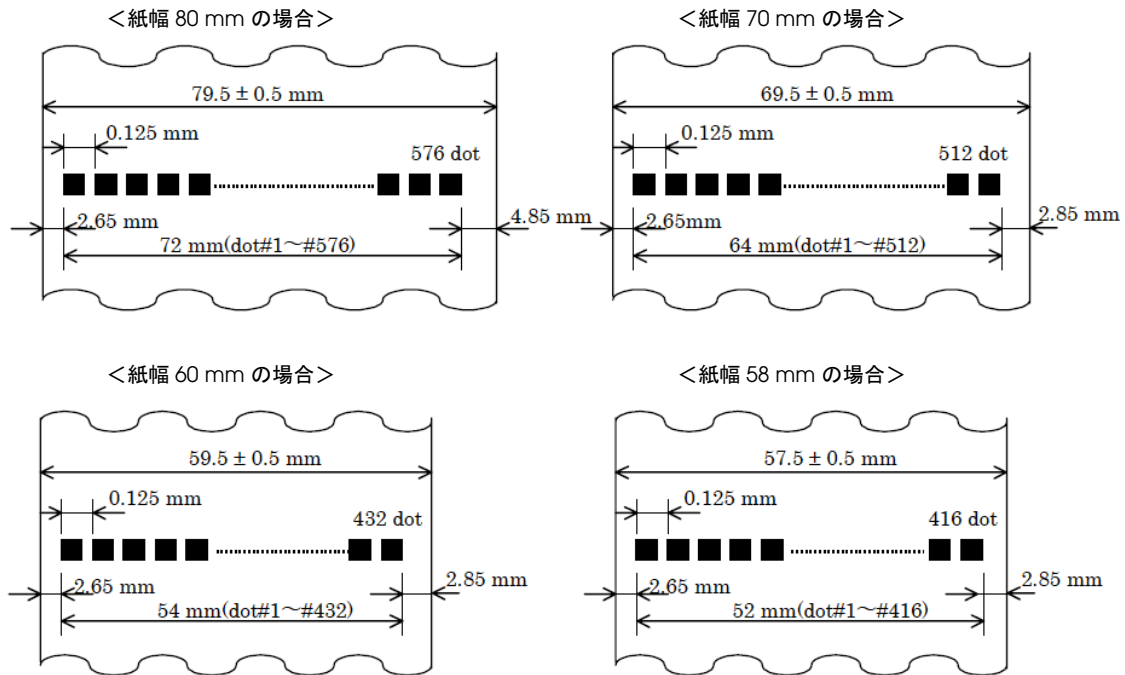 ＜紙幅 80 mm の場合＞
79.5 ± 0.5 mm
0.125 mm
576 dot
2.65 mm
4.85 mm
72 mm(dot#1～#576)
＜紙幅 70 mm の場合＞
69.5 ± 0.5 mm
0.125 mm
512 dot
2.65mm
2.85 mm
64 mm(dot#1～#512)
＜紙幅 60 mm の場合＞
59.5 ± 0.5 mm
0.125 mm
432 dot
2.65 mm
2.85 mm
54 mm(dot#1～#432)
＜紙幅 58 mm の場合＞
57.5 ± 0.5 mm
0.125 mm
416 dot
2.65 mm
2.85 mm
52 mm(dot#1～#416)